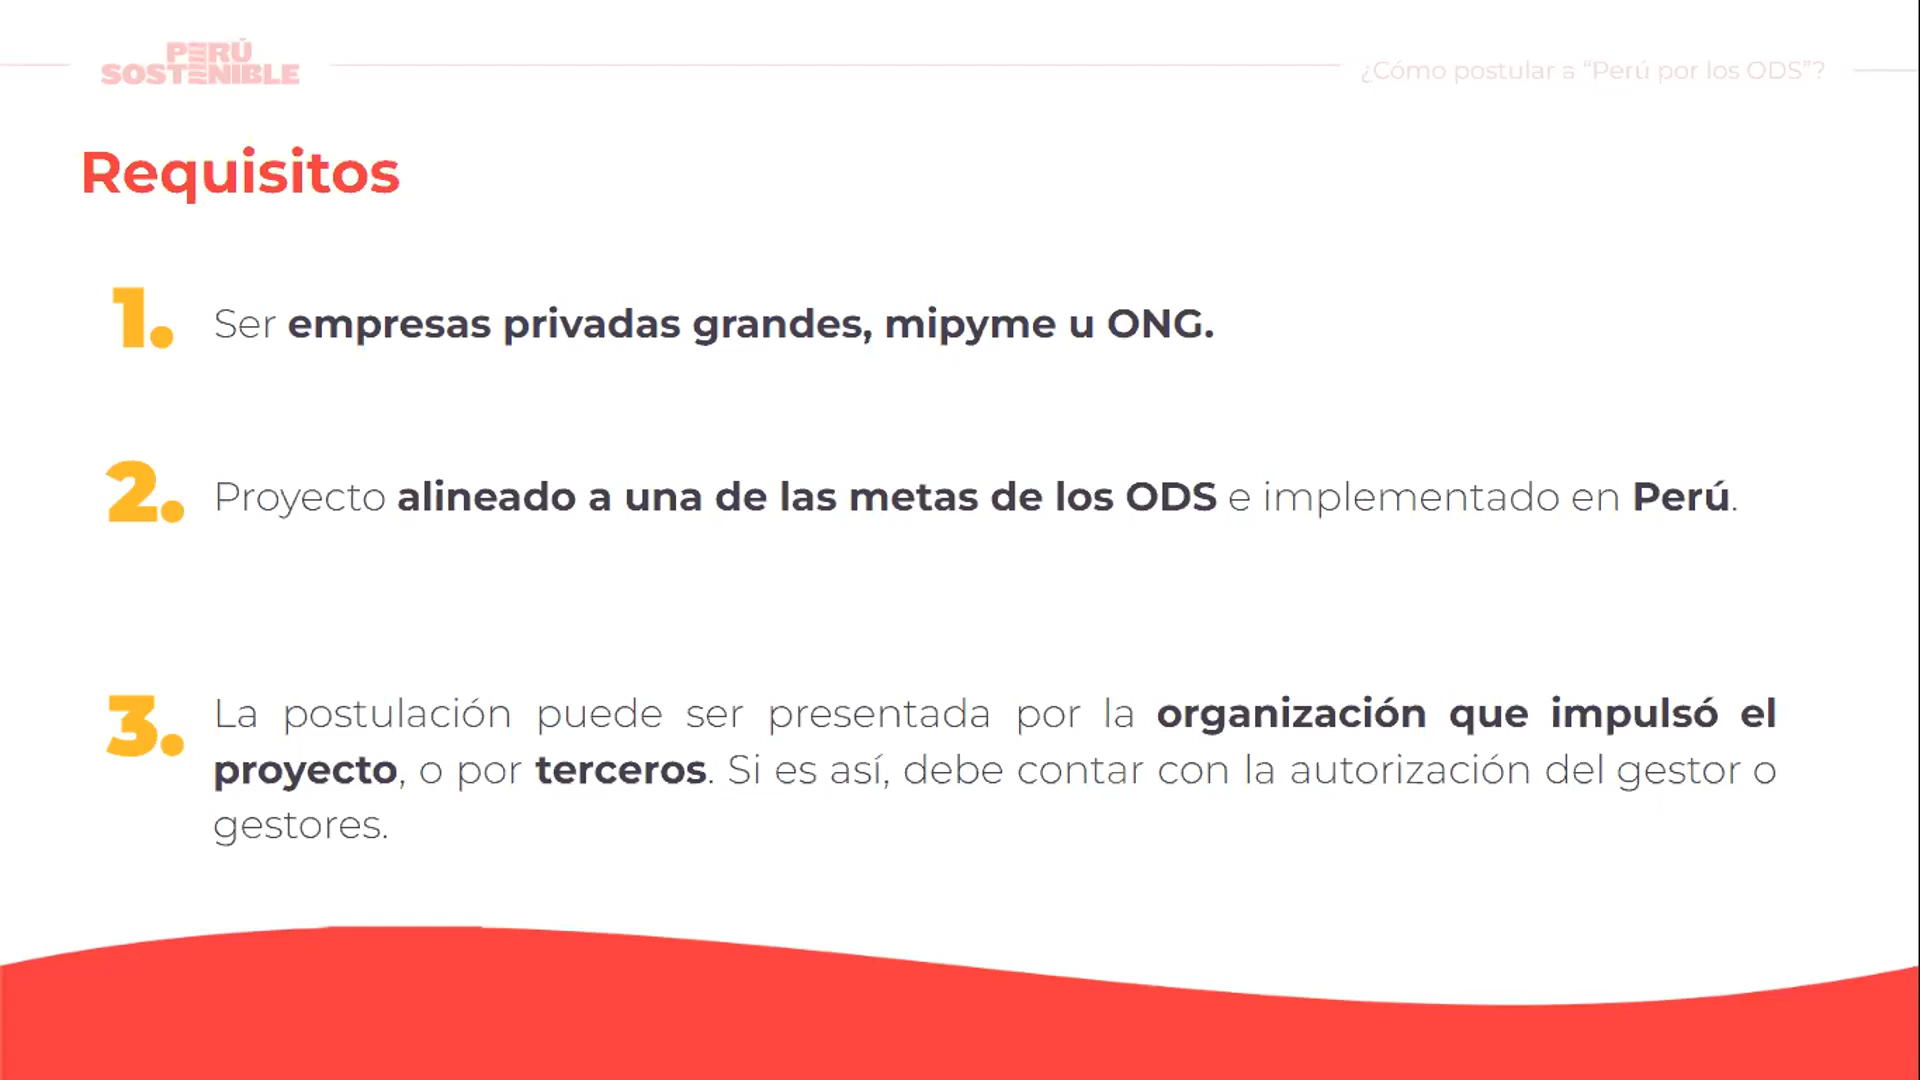 PERÚ
SOSTENIBLE
¿Cómo postular a “Perú por los ODS”?
Requisitos
1. Ser empresas privadas grandes, mipyme u ONG.
2. Proyecto alineado a una de las metas de los ODS e implementado en Perú.
3. La postulación puede ser presentada por la organización que impulsó el
proyecto, o por terceros. Si es así, debe contar con la autorización del gestor o
gestores.